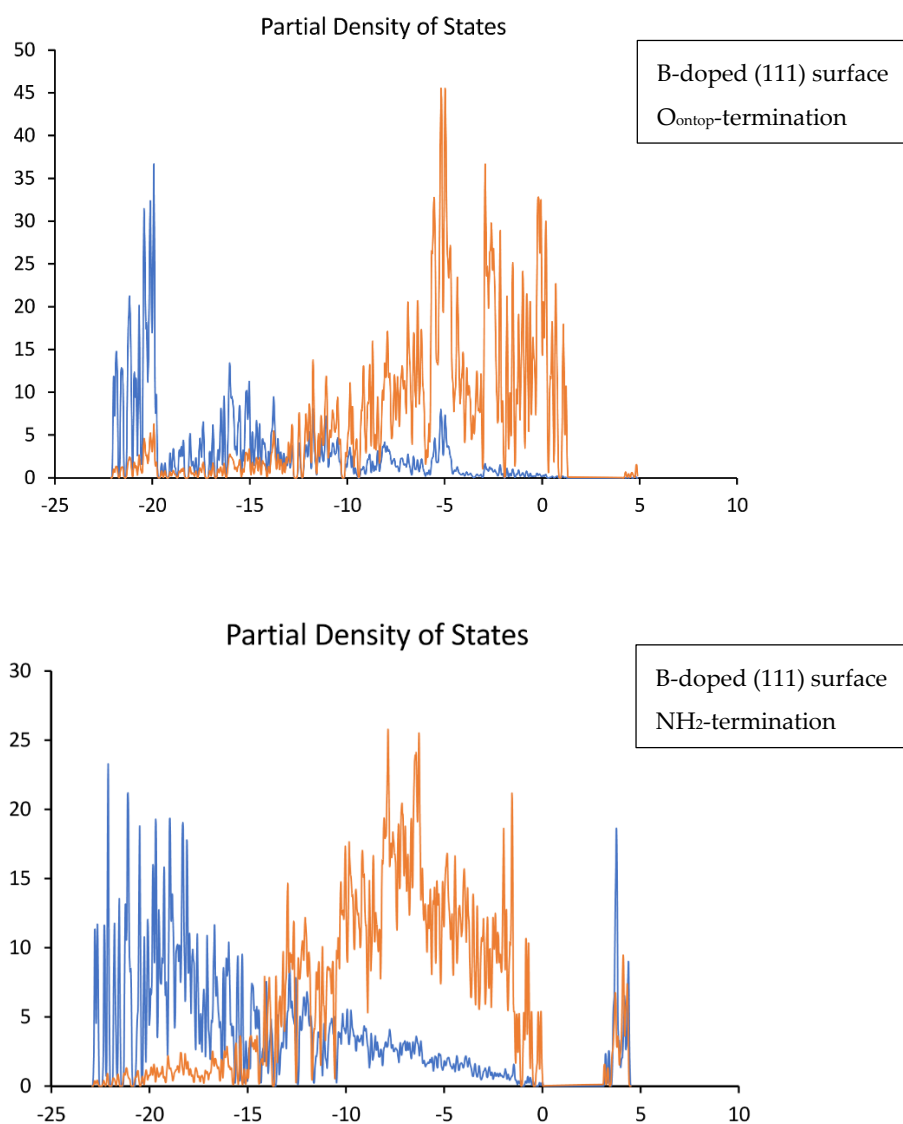 Partial Density of States
B-doped (111) surface
Oontop-termination
50
45
40
35
30
25
20
15
10
5
0
-25 -20 -15 -10 -5 0 5 10
Partial Density of States
B-doped (111) surface
NH2-termination
30
25
20
15
10
5
0
-25 -20 -15 -10 -5 0 5 10